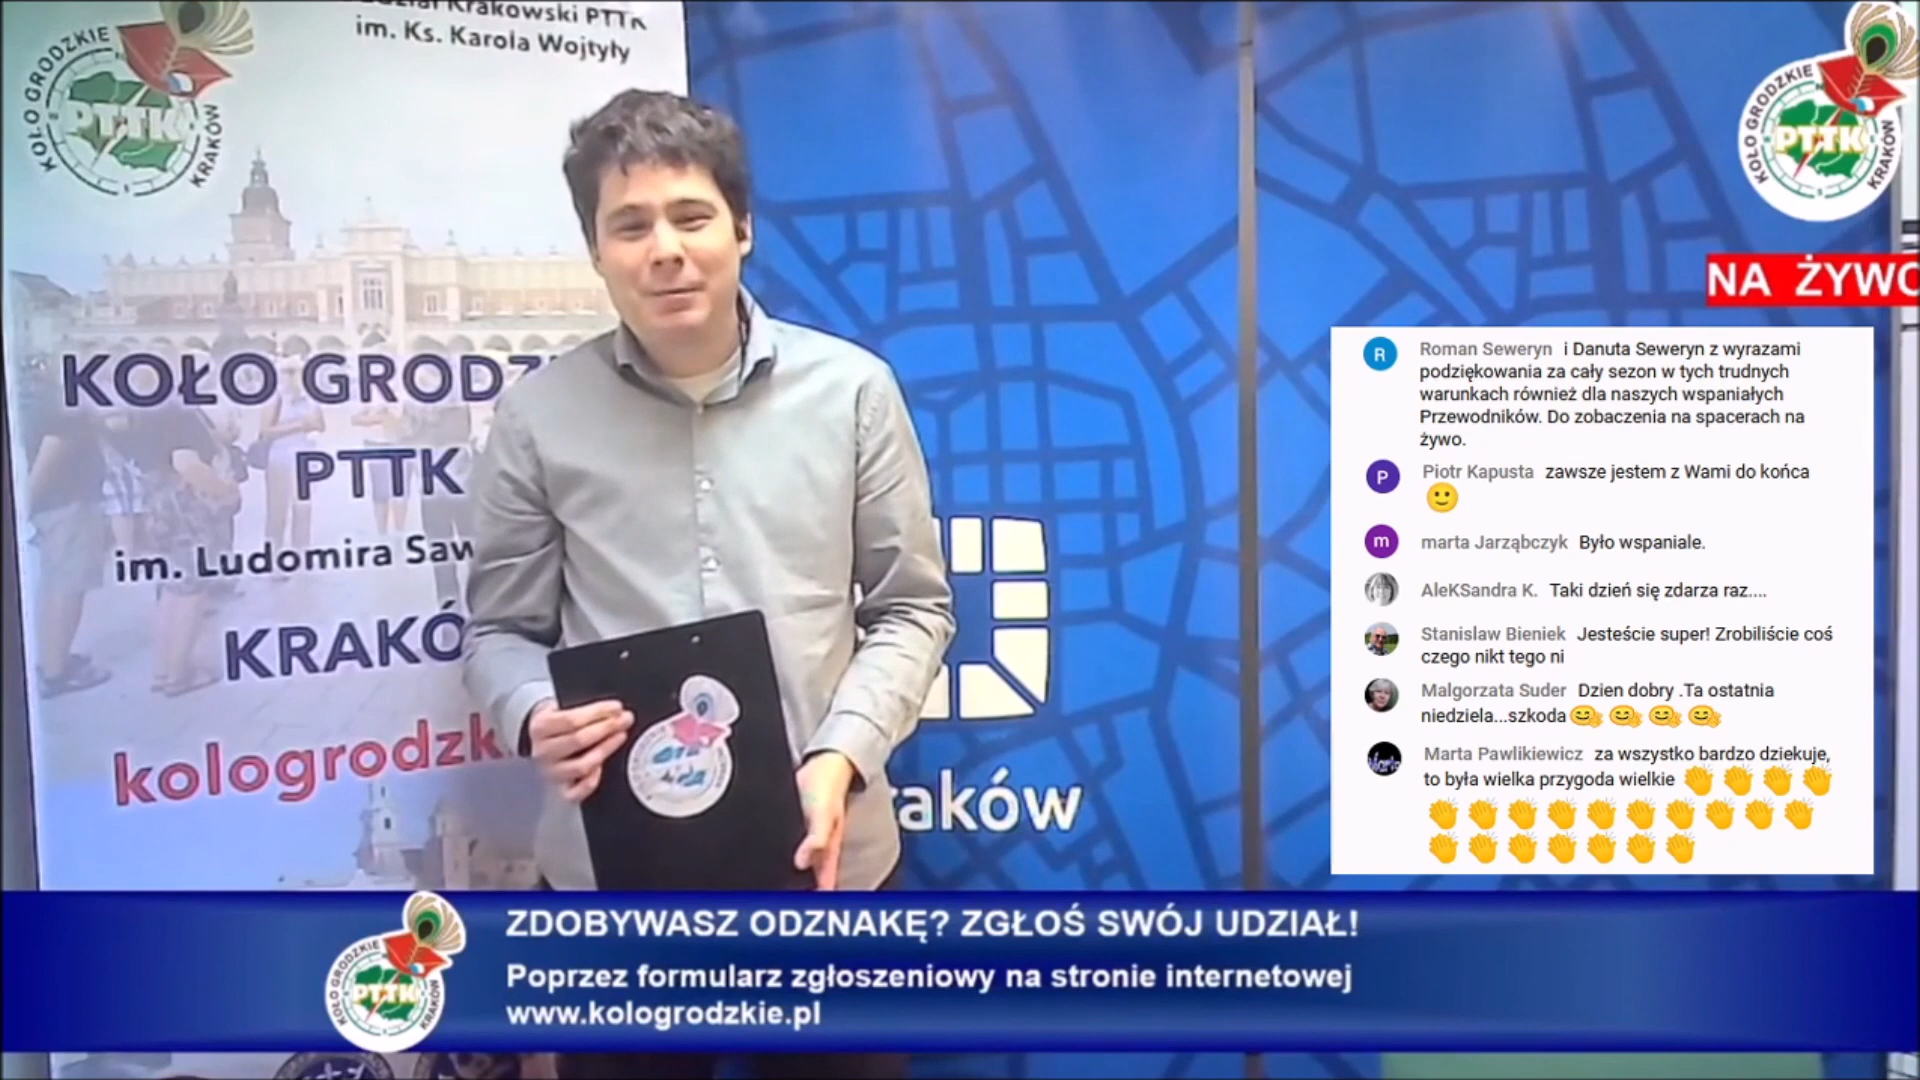 Krakowski PTTK
im. Ks. Karola Wojtyły
KOŁO GRODZKIE
PTTK
KRAKÓW
KOŁO
PTTK
im. Ludomira
kologrodzk
raków
KOŁO GRODZKIE
PTTK
KRAKÓW
NA ŻYWO
R
Roman Seweryn i Danuta Seweryn z wyrazami
podziękowania za cały sezon w tych trudnych
warunkach również dla naszych wspaniałych
Przewodników. Do zobaczenia na spacerach na
żywo.
P
Piotr Kapusta zawsze jestem z Wami do końca
🙂
m
marta Jarząbczyk Było wspaniale.
AleKSandra K. Taki dzień się zdarza raz....
Stanislaw Bieniek Jesteście super! Zrobiliście coś
czego nikt tego ni
Malgorzata Suder Dzien dobry .Ta ostatnia
niedziela...szkoda
Marta Pawlikiewicz za wszystko bardzo dziekuje,
to była wielka przygoda wielkie 👏 👏 👏 👏
👏 👏 👏 👏 👏 👏 👏 👏 👏 👏
👏 👏 👏 👏 👏 👏 👏
KOŁO GRODZKIE
PTTK
KRAKÓW
ZDOBYWASZ ODZNAKĘ? ZGŁOŚ SWÓJ UDZIAŁ!
Poprzez formularz zgłoszeniowy na stronie internetowej
www.kologrodzkie.pl